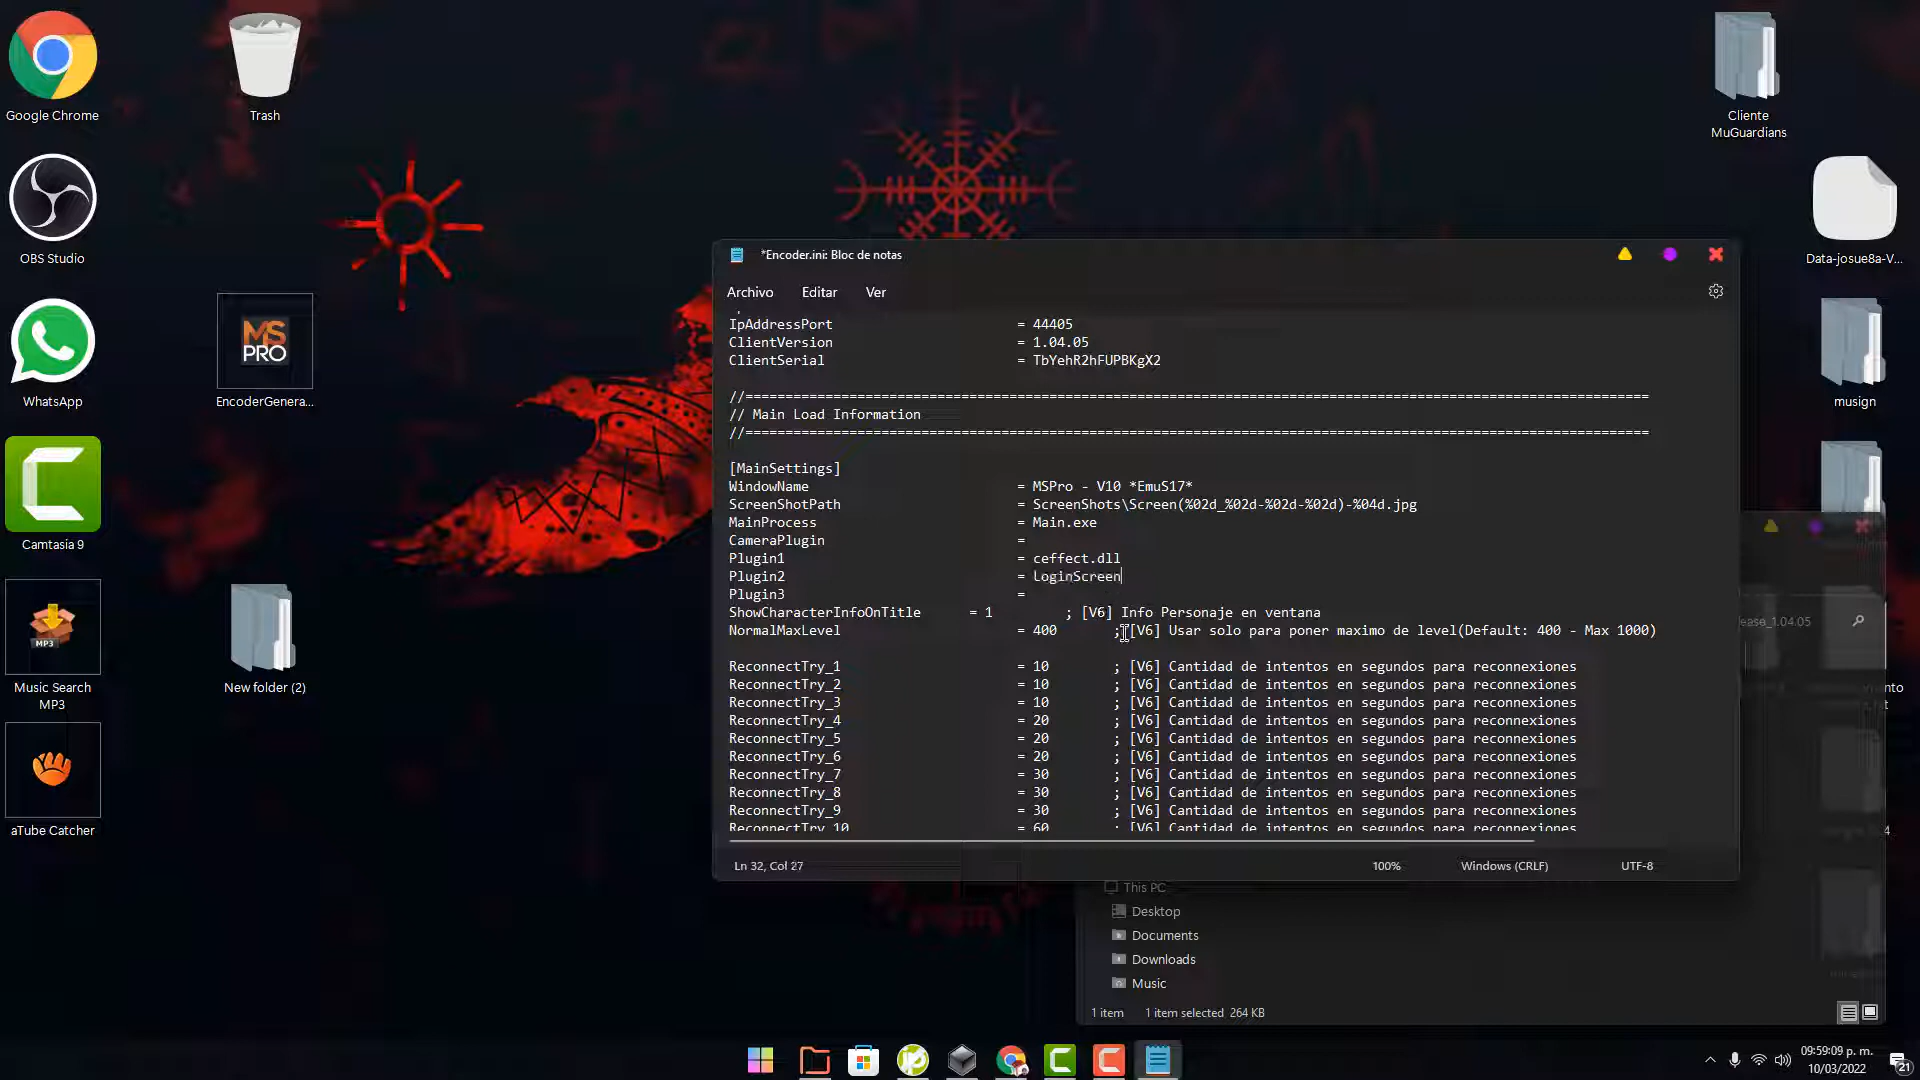 Google Chrome
Trash
OBS Studio
WhatsApp
MS
PRO
EncoderGenera...
Camtasia 9
MP3
Music Search
MP3
New folder (2)
aTube Catcher
Cliente
MuGuardians
Data-josue8a-V...
musign
*Encoder.ini: Bloc de notas
Archivo Editar Ver
IpAddressPort = 44405
ClientVersion = 1.04.05
ClientSerial = TbYehR2hFUPBKgX2
//=================================================================================================================
// Main Load Information
//=================================================================================================================
[MainSettings]
WindowName = MSPro - V10 *EmuS17*
ScreenShotPath = ScreenShots\Screen(%02d_%02d-%02d-%02d)-%04d.jpg
MainProcess = Main.exe
CameraPlugin =
Plugin1 = ceffect.dll
Plugin2 = LoginScreen
Plugin3 =
ShowCharacterInfoOnTitle = 1 ; [V6] Info Personaje en ventana
NormalMaxLevel = 400 ; [V6] Usar solo para poner maximo de level(Default: 400 - Max 1000)
ReconnectTry_1 = 10 ; [V6] Cantidad de intentos en segundos para reconnexiones
ReconnectTry_2 = 10 ; [V6] Cantidad de intentos en segundos para reconnexiones
ReconnectTry_3 = 10 ; [V6] Cantidad de intentos en segundos para reconnexiones
ReconnectTry_4 = 20 ; [V6] Cantidad de intentos en segundos para reconnexiones
ReconnectTry_5 = 20 ; [V6] Cantidad de intentos en segundos para reconnexiones
ReconnectTry_6 = 20 ; [V6] Cantidad de intentos en segundos para reconnexiones
ReconnectTry_7 = 30 ; [V6] Cantidad de intentos en segundos para reconnexiones
ReconnectTry_8 = 30 ; [V6] Cantidad de intentos en segundos para reconnexiones
ReconnectTry_9 = 30 ; [V6] Cantidad de intentos en segundos para reconnexiones
ReconnectTry_10 = 60 ; [V6] Cantidad de intentos en segundos para reconnexiones
Ln 32, Col 27 100% Windows (CRLF) UTF-8
ease_1.04.05
This PC
Desktop
Documents
Downloads
Music
1 item 1 item selected 264 KB
09:59:09 p. m.
10/03/2022
21